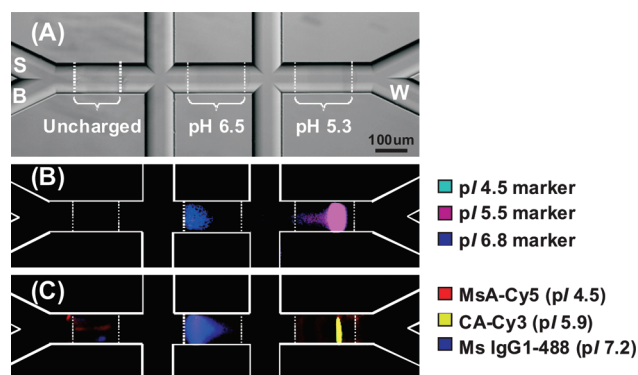 (A)
S
B
W
Uncharged
pH 6.5
pH 5.3
100um
(B)
pI 4.5 marker
pI 5.5 marker
pI 6.8 marker
(C)
MsA-Cy5 (pI 4.5)
CA-Cy3 (pI 5.9)
Ms IgG1-488 (pI 7.2)